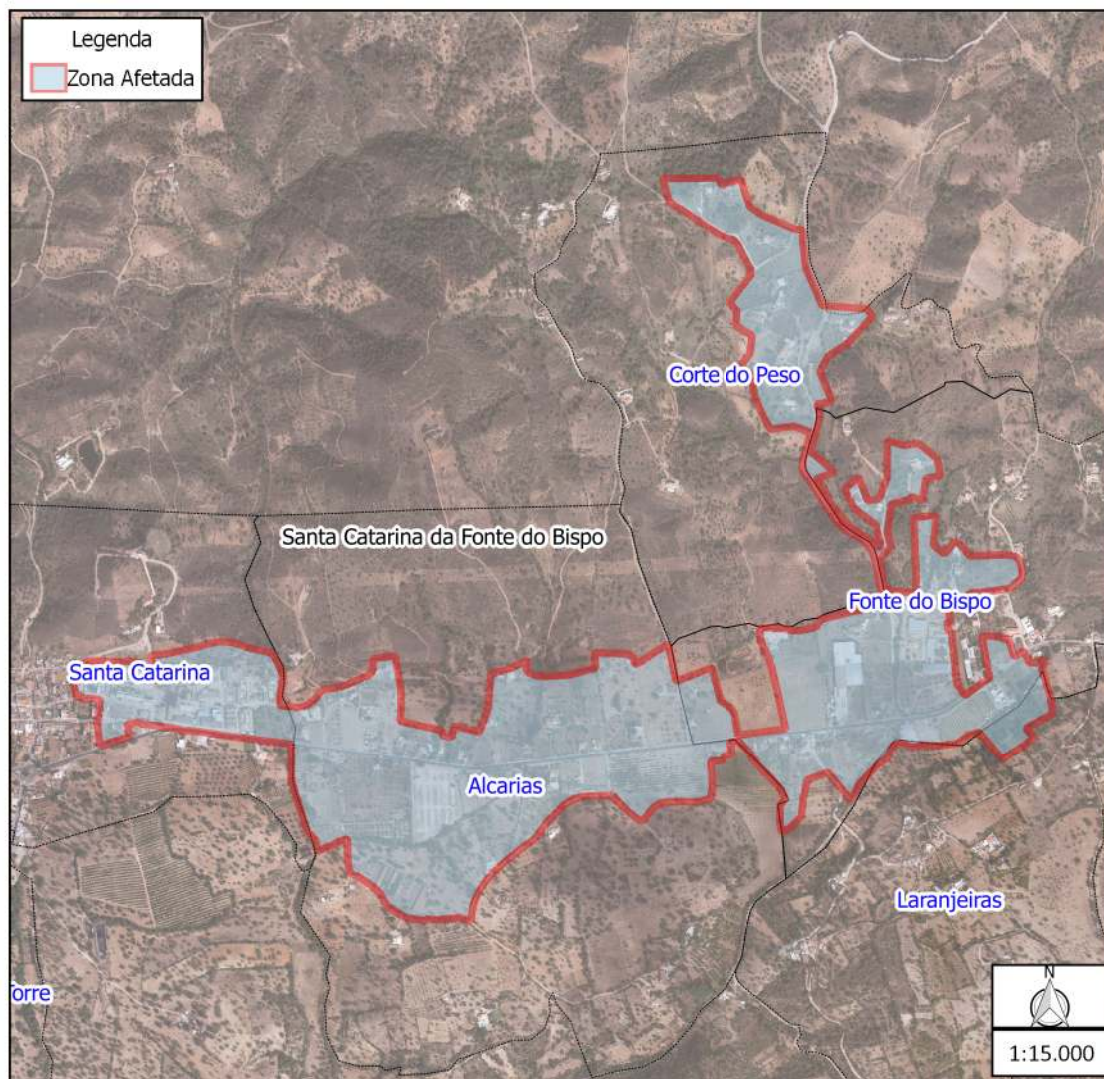 Legenda
Zona Afetada
Corte do Peso
Santa Catarina da Fonte do Bispo
Fonte do Bispo
Santa Catarina
Alcarias
Laranjeiras
orre
N
1:15.000